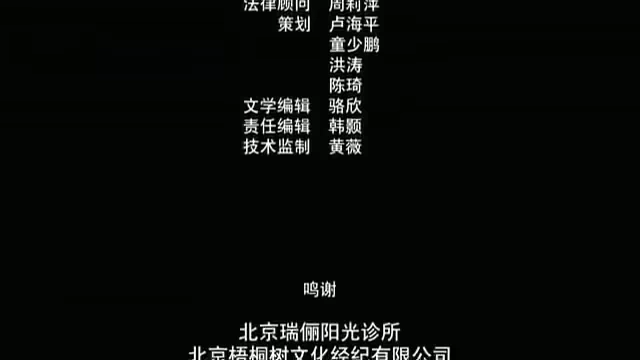 法律顾问 周莉萍
策划 卢海平
童少鹏
洪涛
陈琦
文学编辑 骆欣
责任编辑 韩颢
技术监制 黄薇
鸣谢
北京瑞俪阳光诊所
北京梧桐树文化经纪有限公司